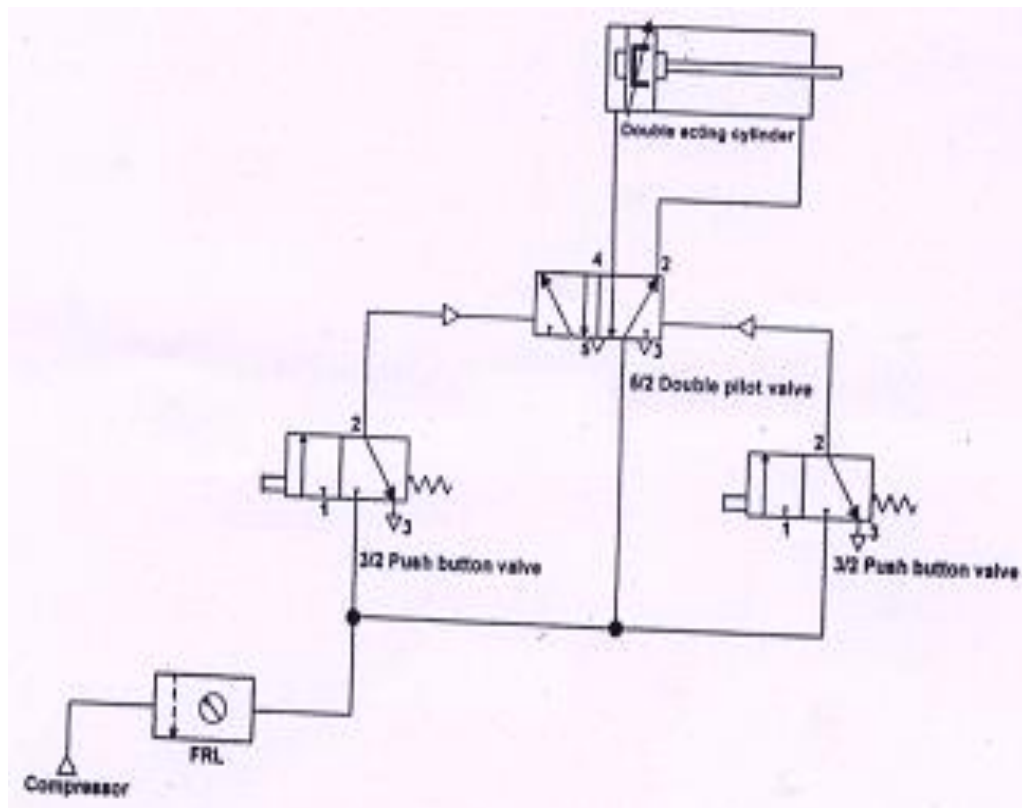 Double acting cylinder
4
2
5
3
5/2 Double pilot valve
2
1
3
3/2 Push button valve
2
1
3
3/2 Push button valve
FRL
Compressor